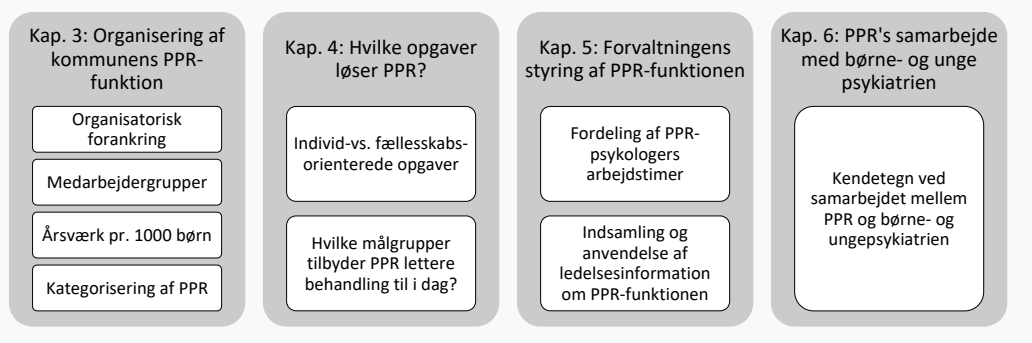 Kap. 3: Organisering af
kommunens PPR-
funktion
Organisatorisk
forankring
Medarbejdergrupper
Årsværk pr. 1000 børn
Kategorisering af PPR
Kap. 4: Hvilke opgaver
løser PPR?
Individ-vs. fællesskabs-
orienterede opgaver
Hvilke målgrupper
tilbyder PPR lettere
behandling til i dag?
Kap. 5: Forvaltningens
styring af PPR-funktionen
Fordeling af PPR-
psykologers
arbejdstimer
Indsamling og
anvendelse af
ledelsesinformation
om PPR-funktionen
Kap. 6: PPR's samarbejde
med børne- og unge
psykiatrien
Kendetegn ved
samarbejdet mellem
PPR og børne- og
ungepsykiatrien